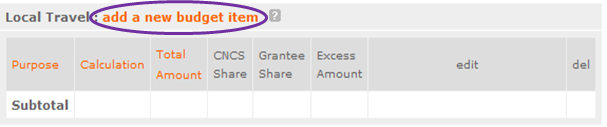 Local Travel : add a new budget item ?
Purpose Calculation Total Amount CNCS Share Grantee Share Excess Amount edit del
Subtotal